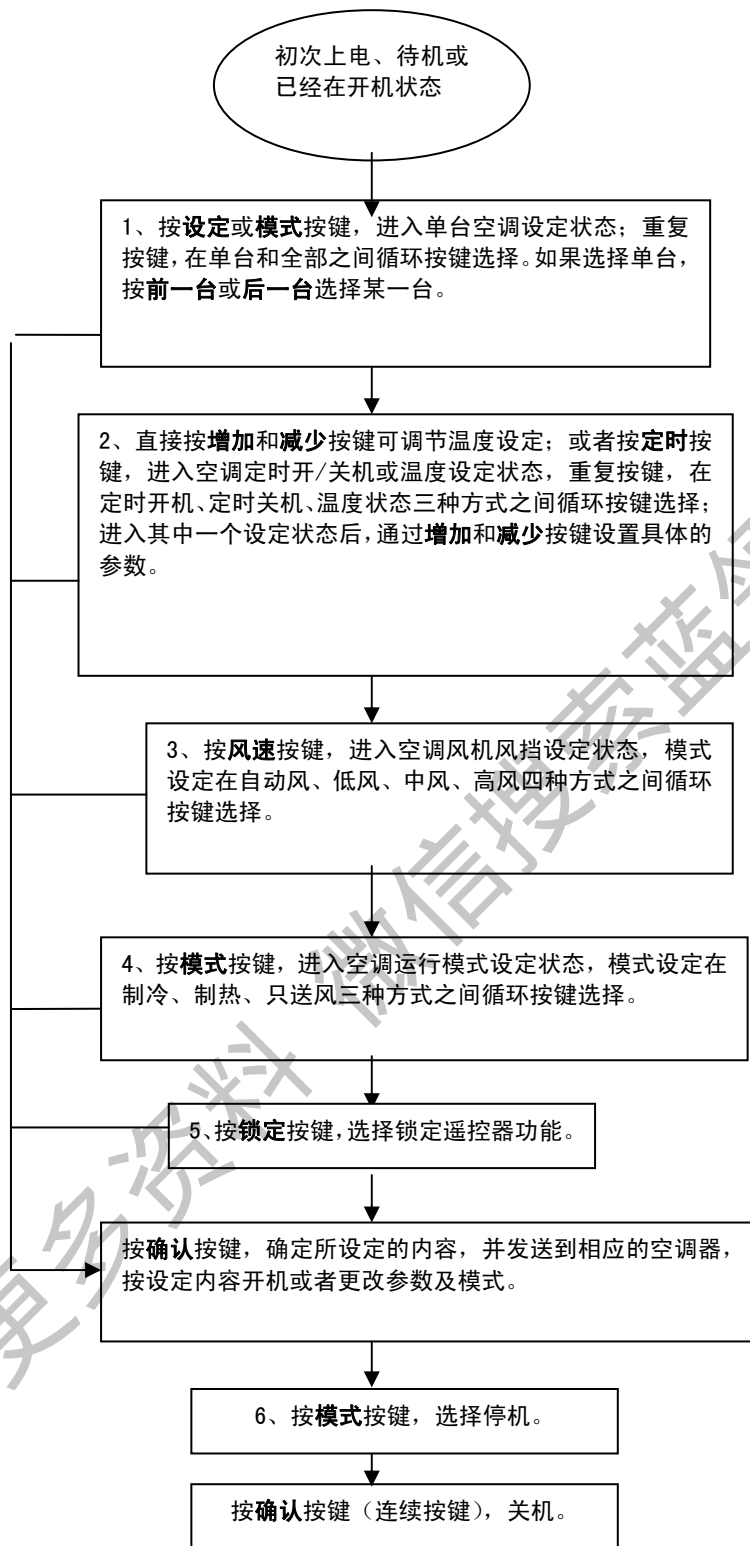 初次上电、待机或
已经在开机状态
1、按设定或模式按键，进入单台空调设定状态；重复
按键，在单台和全部之间循环按键选择。如果选择单台，
按前一台或后一台选择某一台。
2、直接按增加和减少按键可调节温度设定；或者按定时按
键，进入空调定时开/关机或温度设定状态，重复按键，在
定时开机、定时关机、温度状态三种方式之间循环按键选择；
进入其中一个设定状态后，通过增加和减少按键设置具体的
参数。
3、按风速按键，进入空调风机风挡设定状态，模式
设定在自动风、低风、中风、高风四种方式之间循环
按键选择。
4、按模式按键，进入空调运行模式设定状态，模式设定在
制冷、制热、只送风三种方式之间循环按键选择。
5、按锁定按键，选择锁定遥控器功能。
按确认按键，确定所设定的内容，并发送到相应的空调器，
按设定内容开机或者更改参数及模式。
6、按模式按键，选择停机。
按确认按键（连续按键），关机。
更多资料 微信搜索蓝领